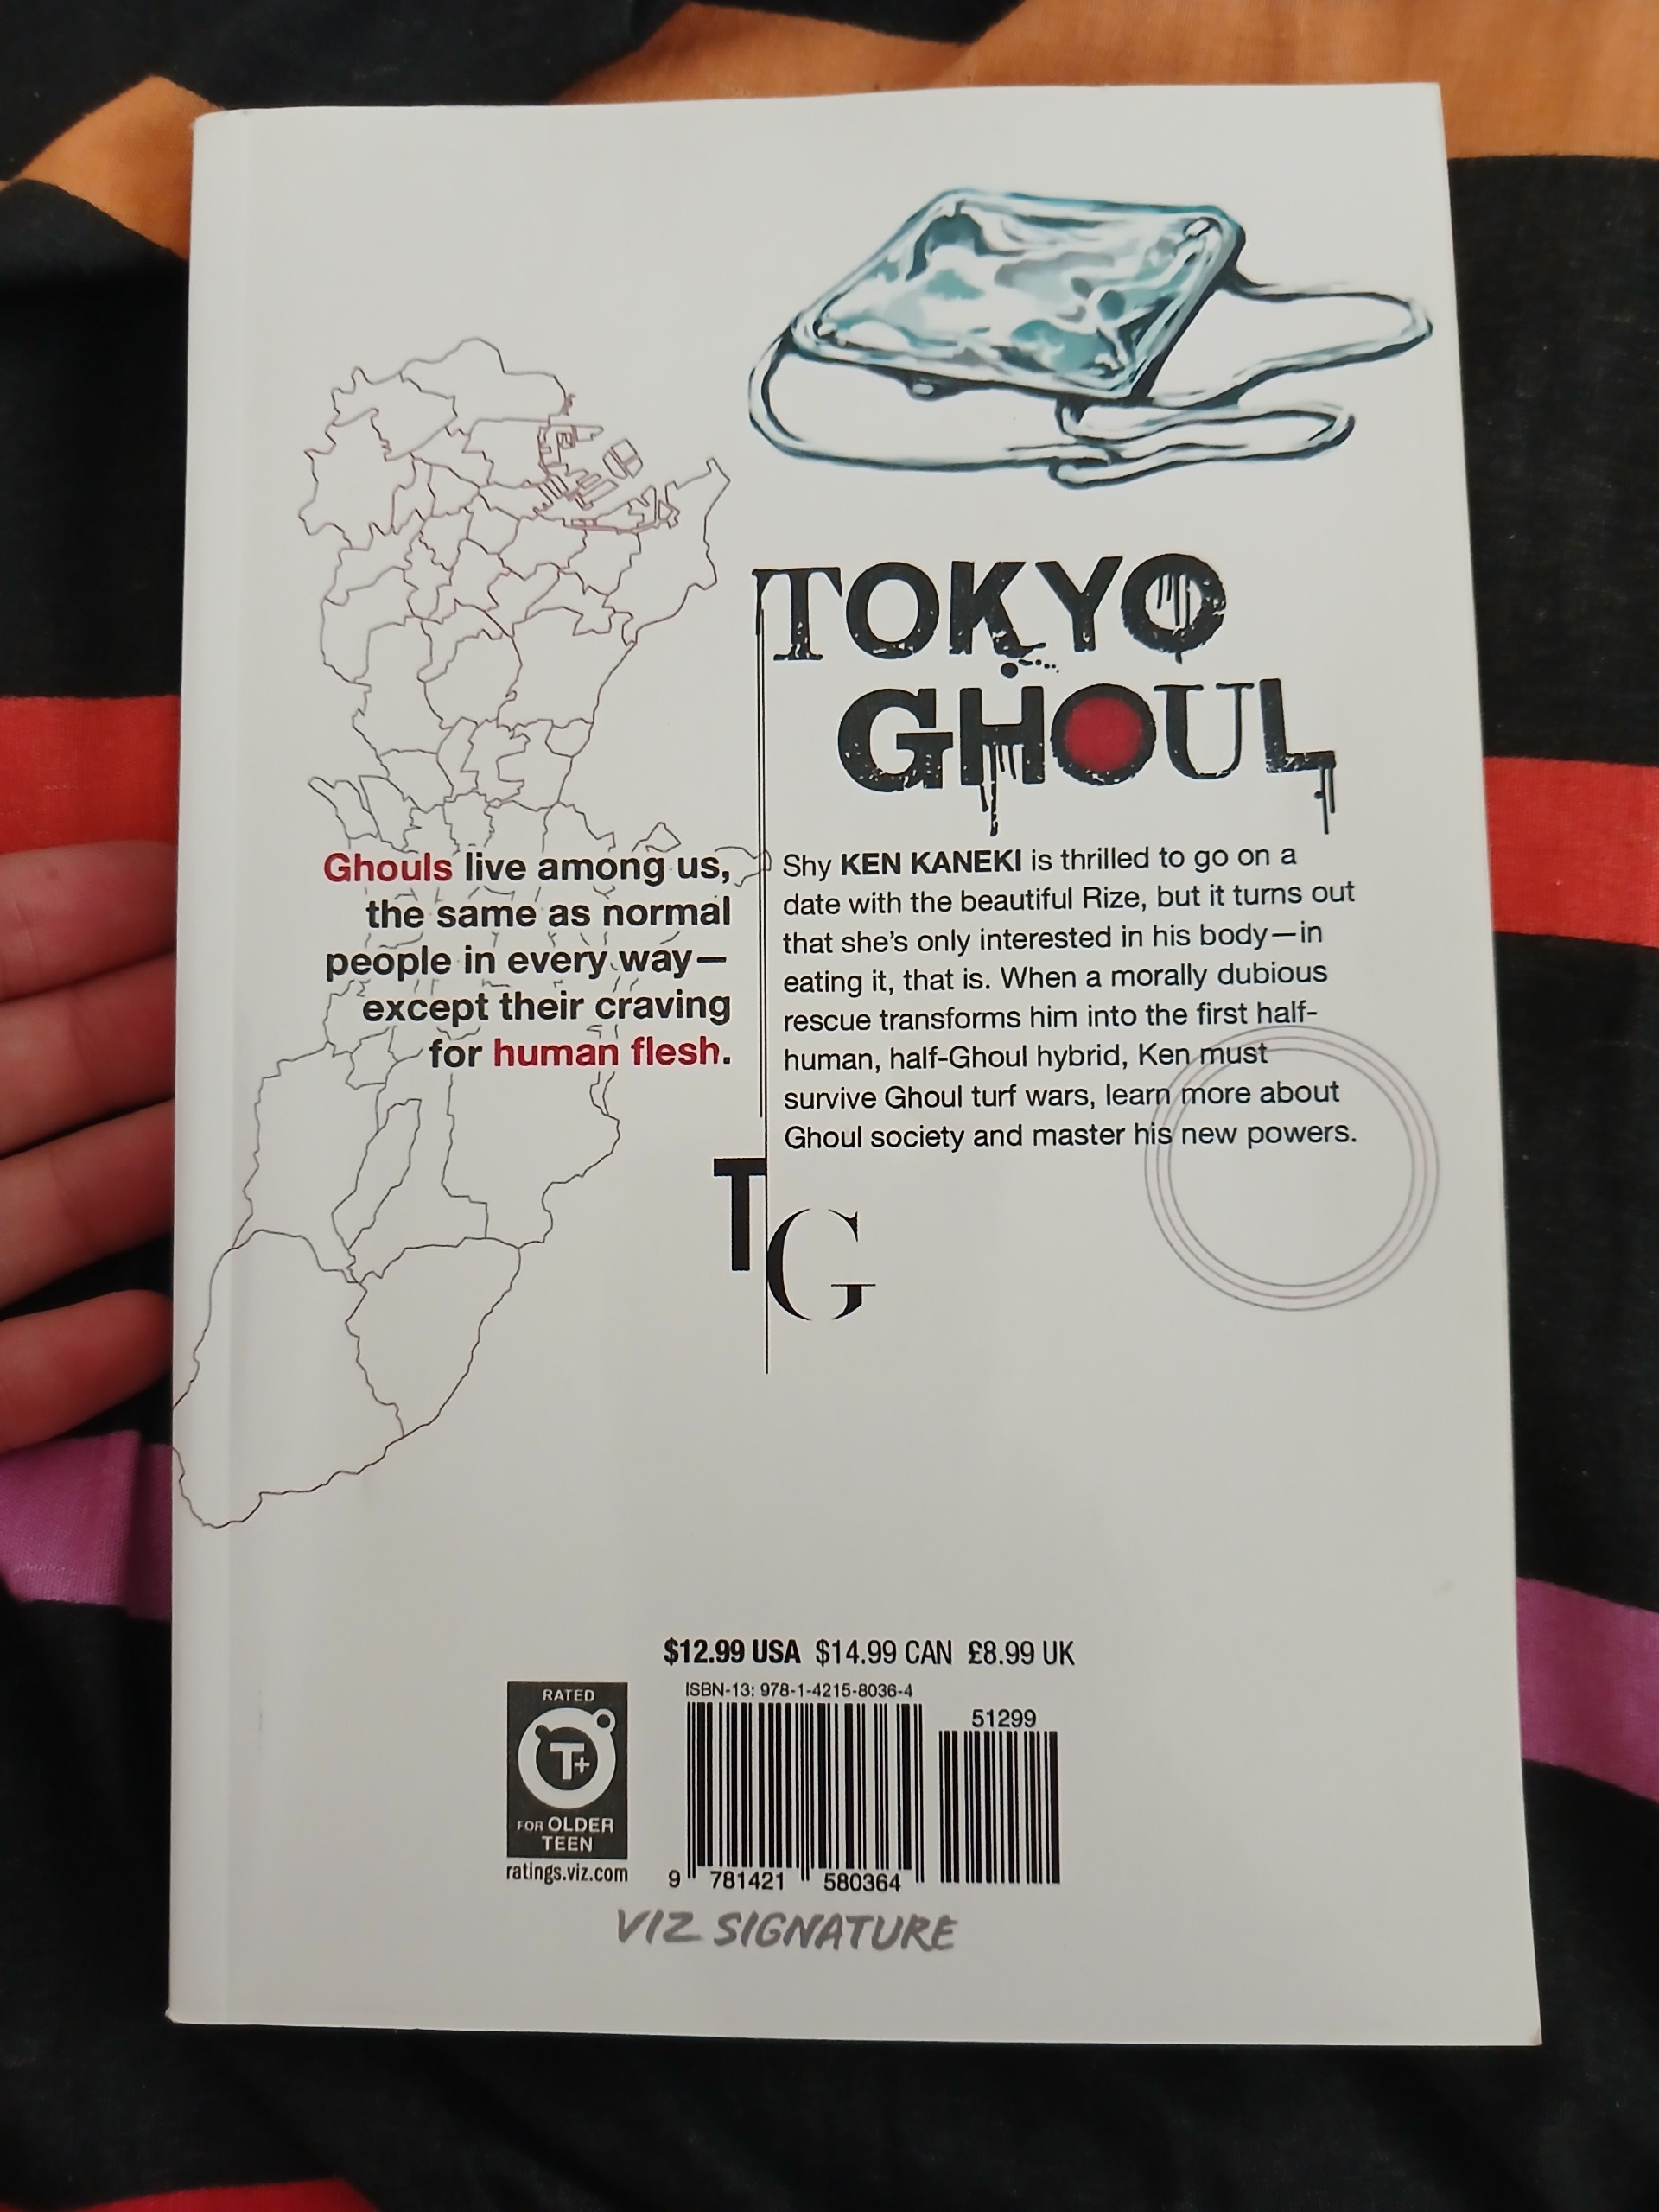 TOKYO
GHOUL
Ghouls live among us,
the same as normal
people in every way—
except their craving
for human flesh.
Shy KEN KANEKI is thrilled to go on a
date with the beautiful Rize, but it turns out
that she's only interested in his body—in
eating it, that is. When a morally dubious
rescue transforms him into the first half-
human, half-Ghoul hybrid, Ken must
survive Ghoul turf wars, learn more about
Ghoul society and master his new powers.
TG
$12.99 USA $14.99 CAN £8.99 UK
ISBN-13: 978-1-4215-8036-4
51299
9 781421 580364
RATED
T+
FOR OLDER
TEEN
ratings.viz.com
VIZ SIGNATURE